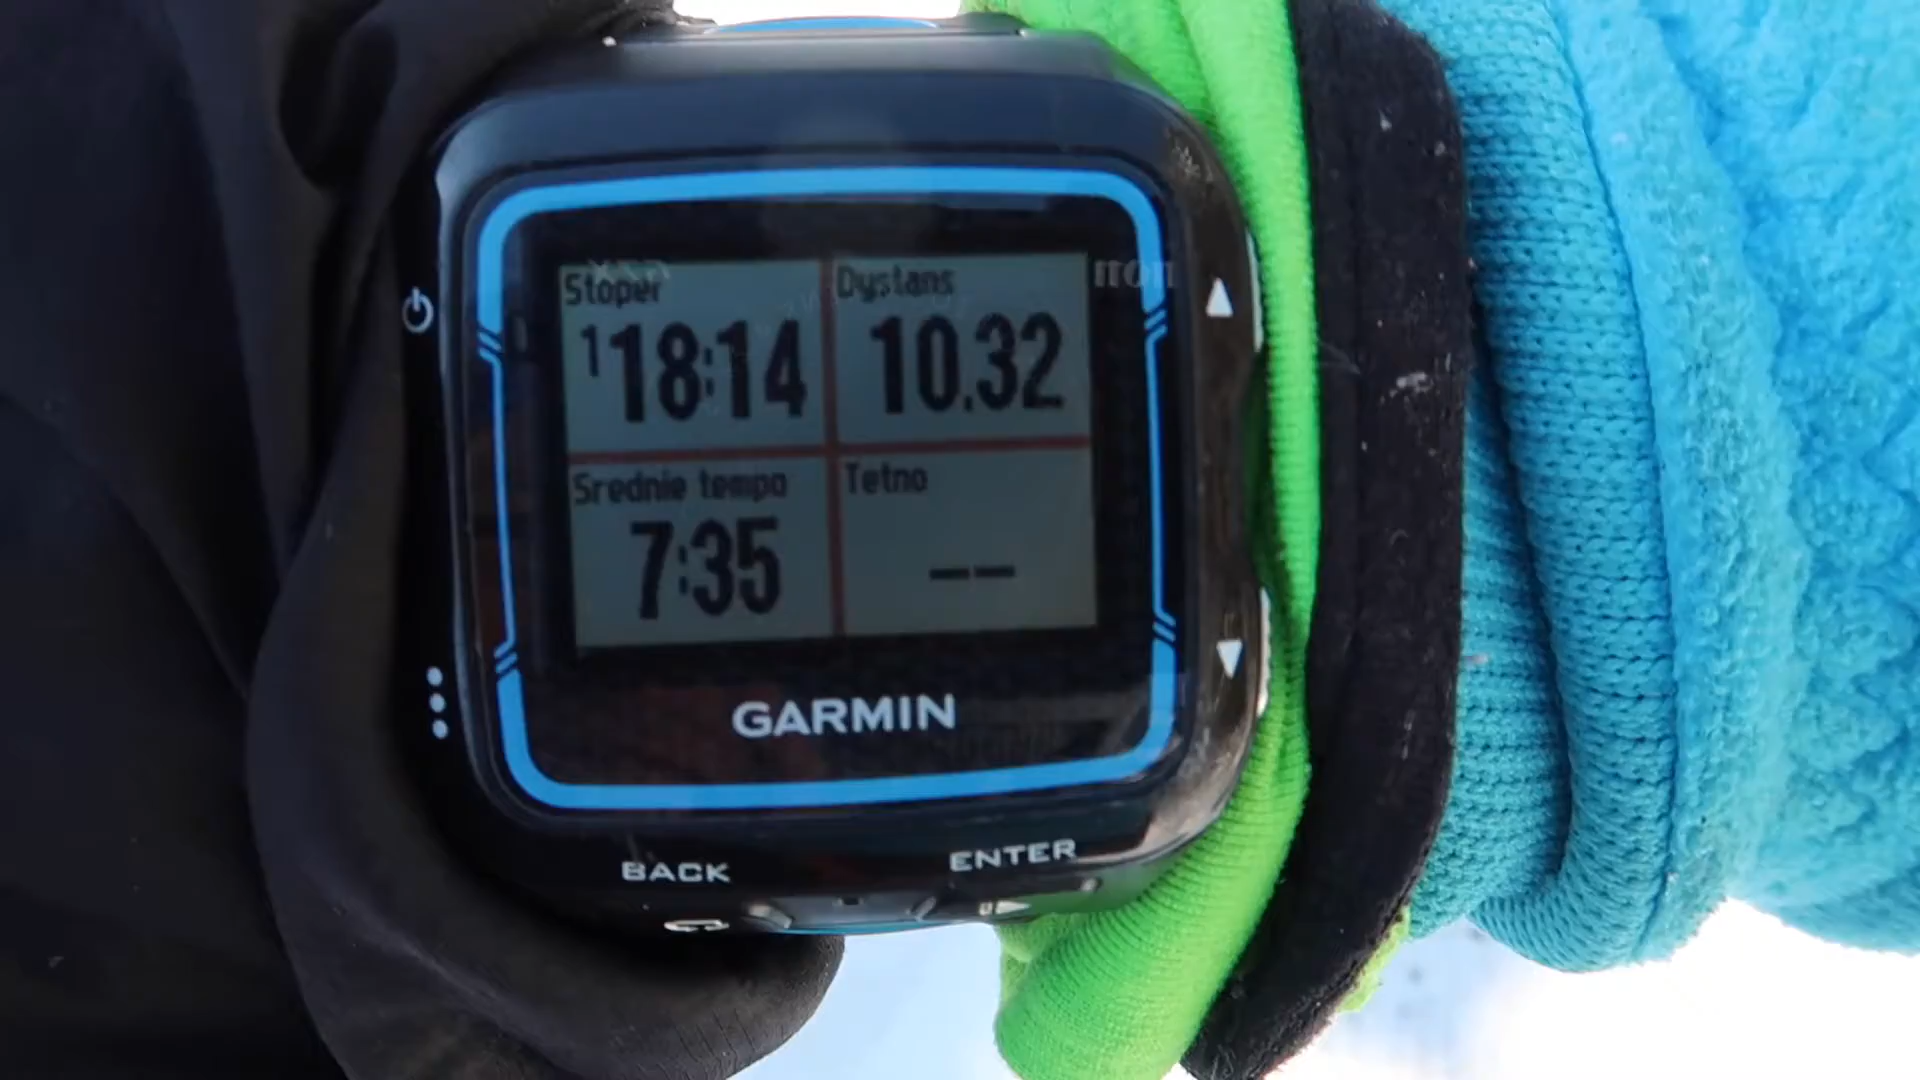 Stoper
Dystans
1 18:14
10.32
Srednie tempo
Tetno
7:35
--
GARMIN
BACK
ENTER